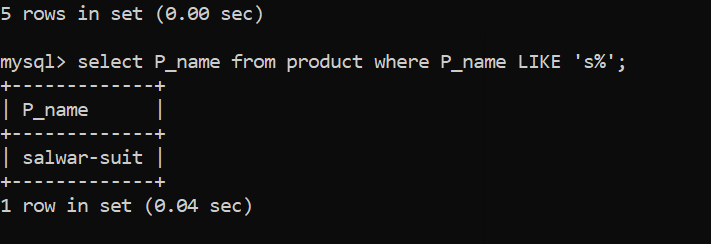 5 rows in set (0.00 sec)
mysql> select P_name from product where P_name LIKE 's%';
+-------------+
| P_name      |
+-------------+
| salwar-suit |
+-------------+
1 row in set (0.04 sec)